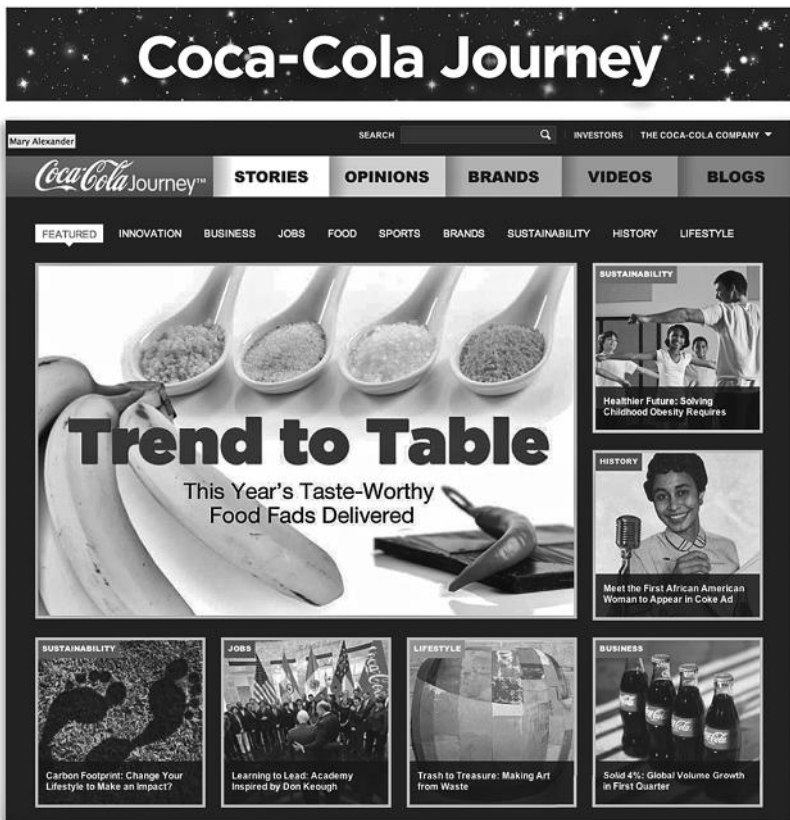 Coca-Cola Journey
Mary Alexander
SEARCH
INVESTORS
THE COCA-COLA COMPANY
Coca-Cola Journey™
STORIES
OPINIONS
BRANDS
VIDEOS
BLOGS
FEATURED
INNOVATION
BUSINESS
JOBS
FOOD
SPORTS
BRANDS
SUSTAINABILITY
HISTORY
LIFESTYLE
Trend to Table
This Year's Taste-Worthy
Food Fads Delivered
SUSTAINABILITY
Healthier Future: Solving
Childhood Obesity Requires
HISTORY
Meet the First African American
Woman to Appear in Coke Ad
SUSTAINABILITY
Carbon Footprint: Change Your
Lifestyle to Make an Impact?
JOBS
Learning to Lead: Academy
Inspired by Don Keough
LIFESTYLE
Trash to Treasure: Making Art
from Waste
BUSINESS
Solid 4%: Global Volume Growth
in First Quarter